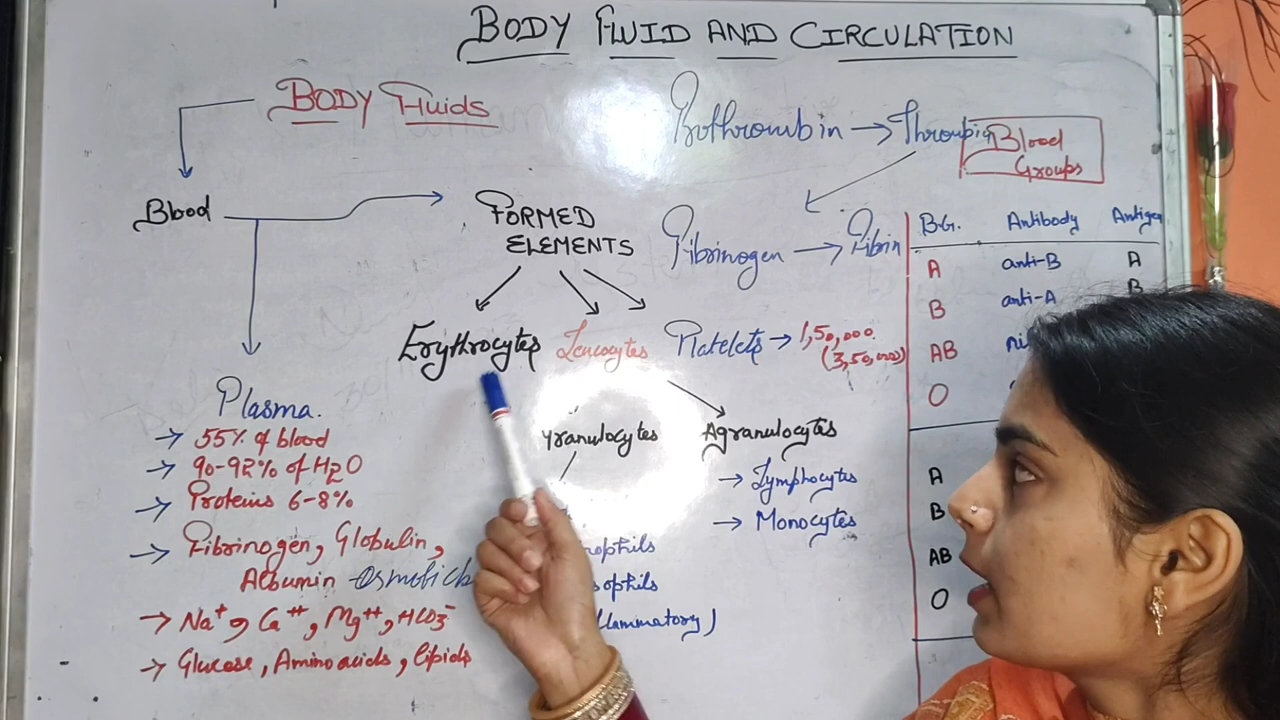 BODY FLUID AND CIRCULATION
BODY Fluids
Prothrombin → Thrombin
Blood
Groups
Blood
FORMED
ELEMENTS
Fibrinogen → Fibin
B.G. Antibody Antigen
A anti-B A
B anti-A B
AB
O
Erythrocytes Leucocytes Platelets → 1,50,000
(3,50,000)
Plasma.
→ 55% of blood
→ 90-92% of H2O
→ Proteins 6-8%
→ Fibrinogen, Globulin,
Albumin
→ Na+, Ca++, Mg++, HCO3-
→ Glucose, Amino acids, lipids
Granulocytes Agranulocytes
→ Lymphocytes
→ Monocytes
A
B
AB
O